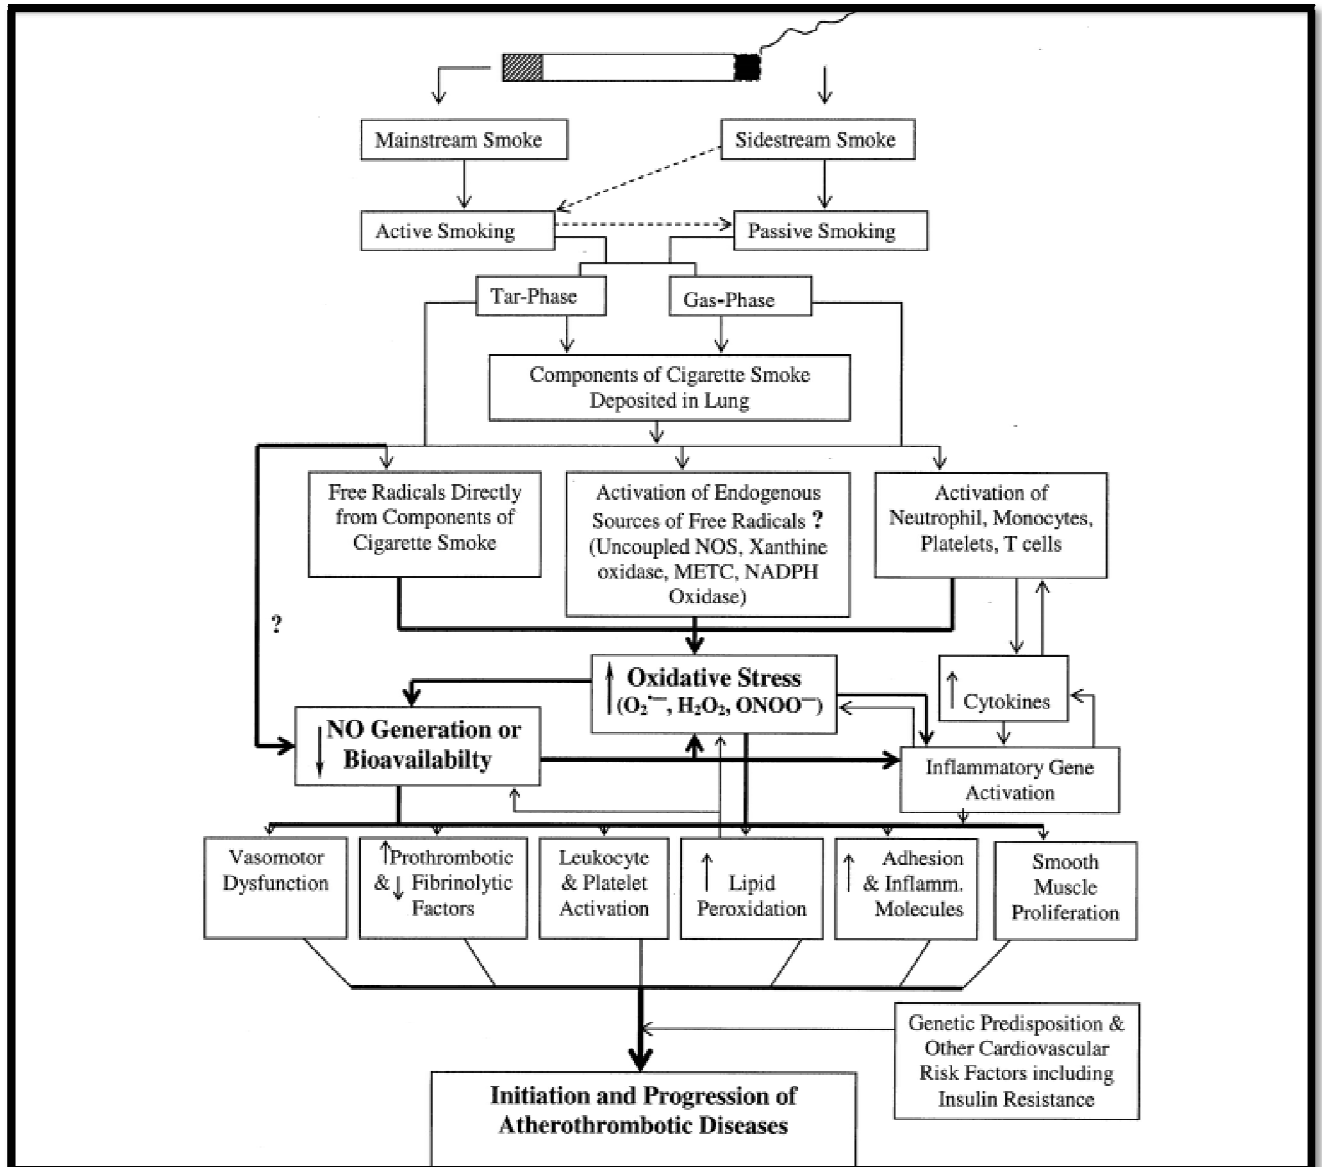 Mainstream Smoke
Sidestream Smoke
Active Smoking
Passive Smoking
Tar-Phase
Gas-Phase
Components of Cigarette Smoke
Deposited in Lung
Free Radicals Directly
from Components of
Cigarette Smoke
Activation of Endogenous
Sources of Free Radicals ?
(Uncoupled NOS, Xanthine
oxidase, METC, NADPH
Oxidase)
Activation of
Neutrophil, Monocytes,
Platelets, T cells
?
↑ Oxidative Stress
(O₂•−, H₂O₂, ONOO−)
↑ Cytokines
↓ NO Generation or
Bioavailabilty
Inflammatory Gene
Activation
Vasomotor
Dysfunction
↑Prothrombotic
& ↓ Fibrinolytic
Factors
Leukocyte
& Platelet
Activation
↑ Lipid
Peroxidation
↑ Adhesion
& Inflamm.
Molecules
Smooth
Muscle
Proliferation
Genetic Predisposition &
Other Cardiovascular
Risk Factors including
Insulin Resistance
Initiation and Progression of
Atherothrombotic Diseases